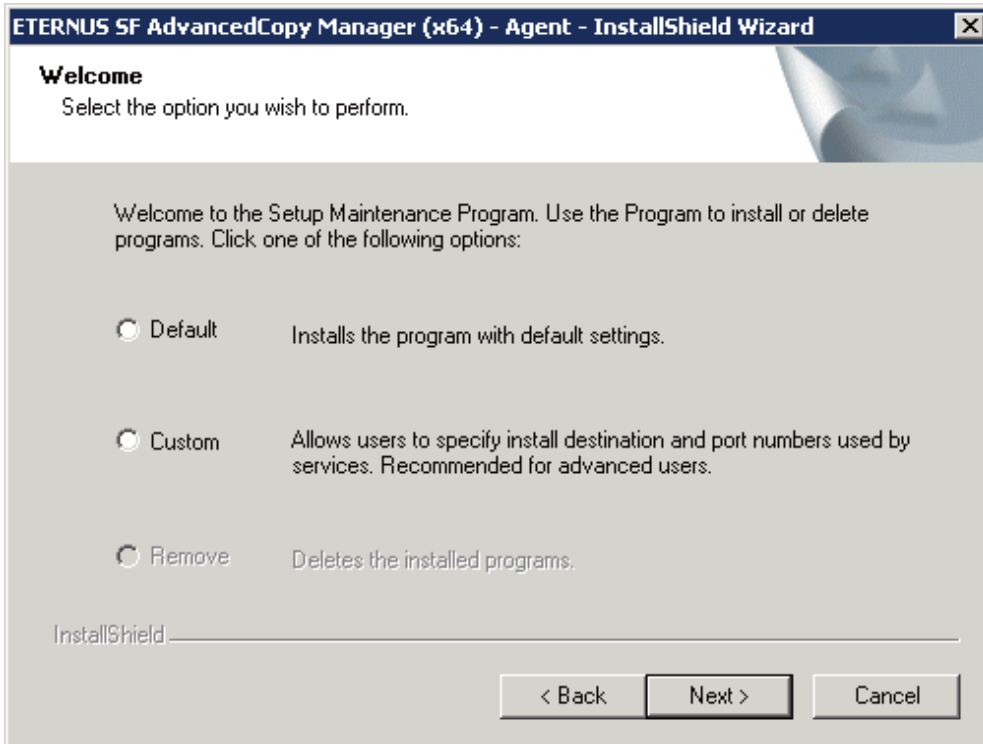 ETERNUS SF AdvancedCopy Manager (x64) - Agent - InstallShield Wizard
Welcome
Select the option you wish to perform.
Welcome to the Setup Maintenance Program. Use the Program to install or delete
programs. Click one of the following options:
Default
Installs the program with default settings.
Custom
Allows users to specify install destination and port numbers used by
services. Recommended for advanced users.
Remove
Deletes the installed programs.
InstallShield
< Back
Next >
Cancel